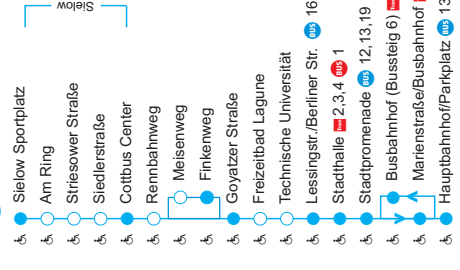 Sielow
Sielow Sportplatz
Am Ring
Striesower Straße
Siedlerstraße
Cottbus Center
Rennbahnweg
Meisenweg
Finkenweg
Goyatzer Straße
Freizeitbad Lagune
Technische Universität
Lessingstr./Berliner Str. BUS 16
Stadthalle Tram 2,3,4 BUS 1
Stadtpromenade BUS 12,13,19
Busbahnhof (Bussteig 6) Tram
Marienstraße/Busbahnhof
Hauptbahnhof/Parkplatz BUS 13